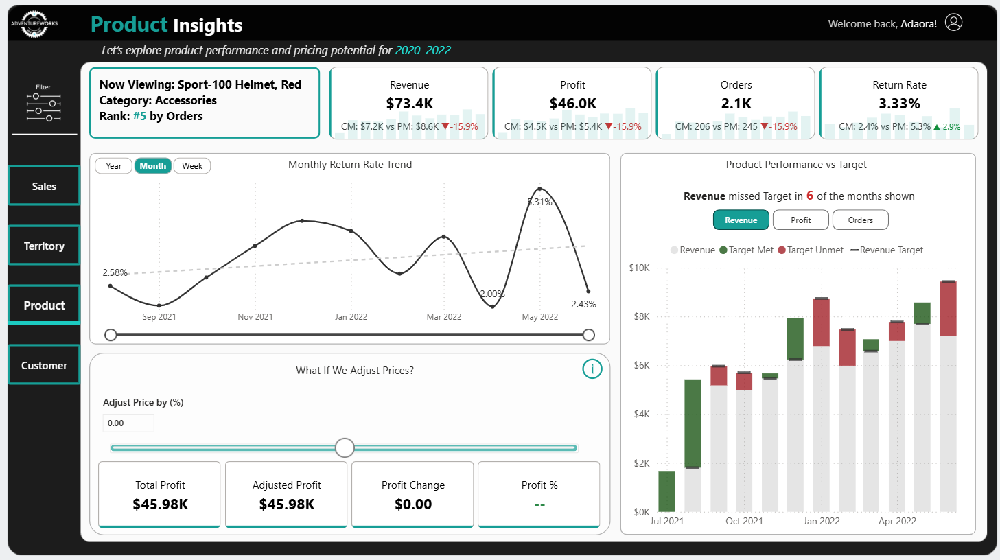 ADVENTUREWORKS
Product Insights
Welcome back, Adaora!
Let's explore product performance and pricing potential for 2020–2022
Filter
Sales
Territory
Product
Customer
Now Viewing: Sport-100 Helmet, Red
Category: Accessories
Rank: #5 by Orders
Revenue
$73.4K
CM: $7.2K vs PM: $8.6K ▼-15.9%
Profit
$46.0K
CM: $4.5K vs PM: $5.4K ▼-15.9%
Orders
2.1K
CM: 206 vs PM: 245 ▼-15.9%
Return Rate
3.33%
CM: 2.4% vs PM: 5.3% ▲ 2.9%
Year
Month
Week
Monthly Return Rate Trend
2.58%
5.31%
2.00%
2.43%
Sep 2021
Nov 2021
Jan 2022
Mar 2022
May 2022
What If We Adjust Prices?
i
Adjust Price by (%)
0.00
Total Profit
$45.98K
Adjusted Profit
$45.98K
Profit Change
$0.00
Profit %
--
Product Performance vs Target
Revenue missed Target in 6 of the months shown
Revenue
Profit
Orders
Revenue
Target Met
Target Unmet
Revenue Target
$10K
$8K
$6K
$4K
$2K
$0K
Jul 2021
Oct 2021
Jan 2022
Apr 2022